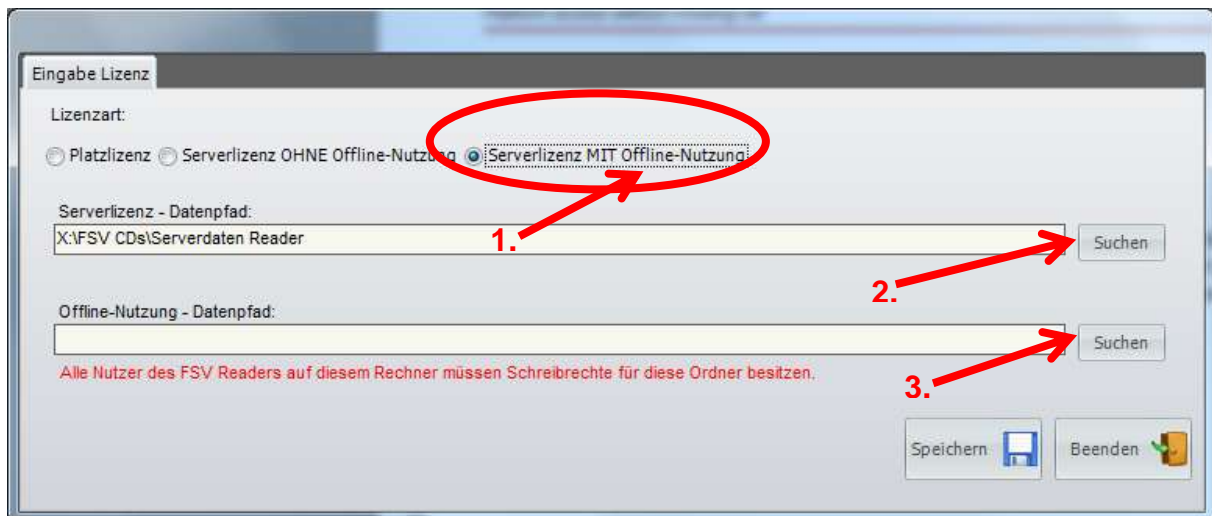 Eingabe Lizenz
Lizenzart:
Platzlizenz Serverlizenz OHNE Offline-Nutzung Serverlizenz MIT Offline-Nutzung
Serverlizenz - Datenpfad:
X:\FSV CDs\Serverdaten Reader
1.
Suchen
2.
Offline-Nutzung - Datenpfad:
Suchen
Alle Nutzer des FSV Readers auf diesem Rechner müssen Schreibrechte für diese Ordner besitzen.
3.
Speichern Beenden